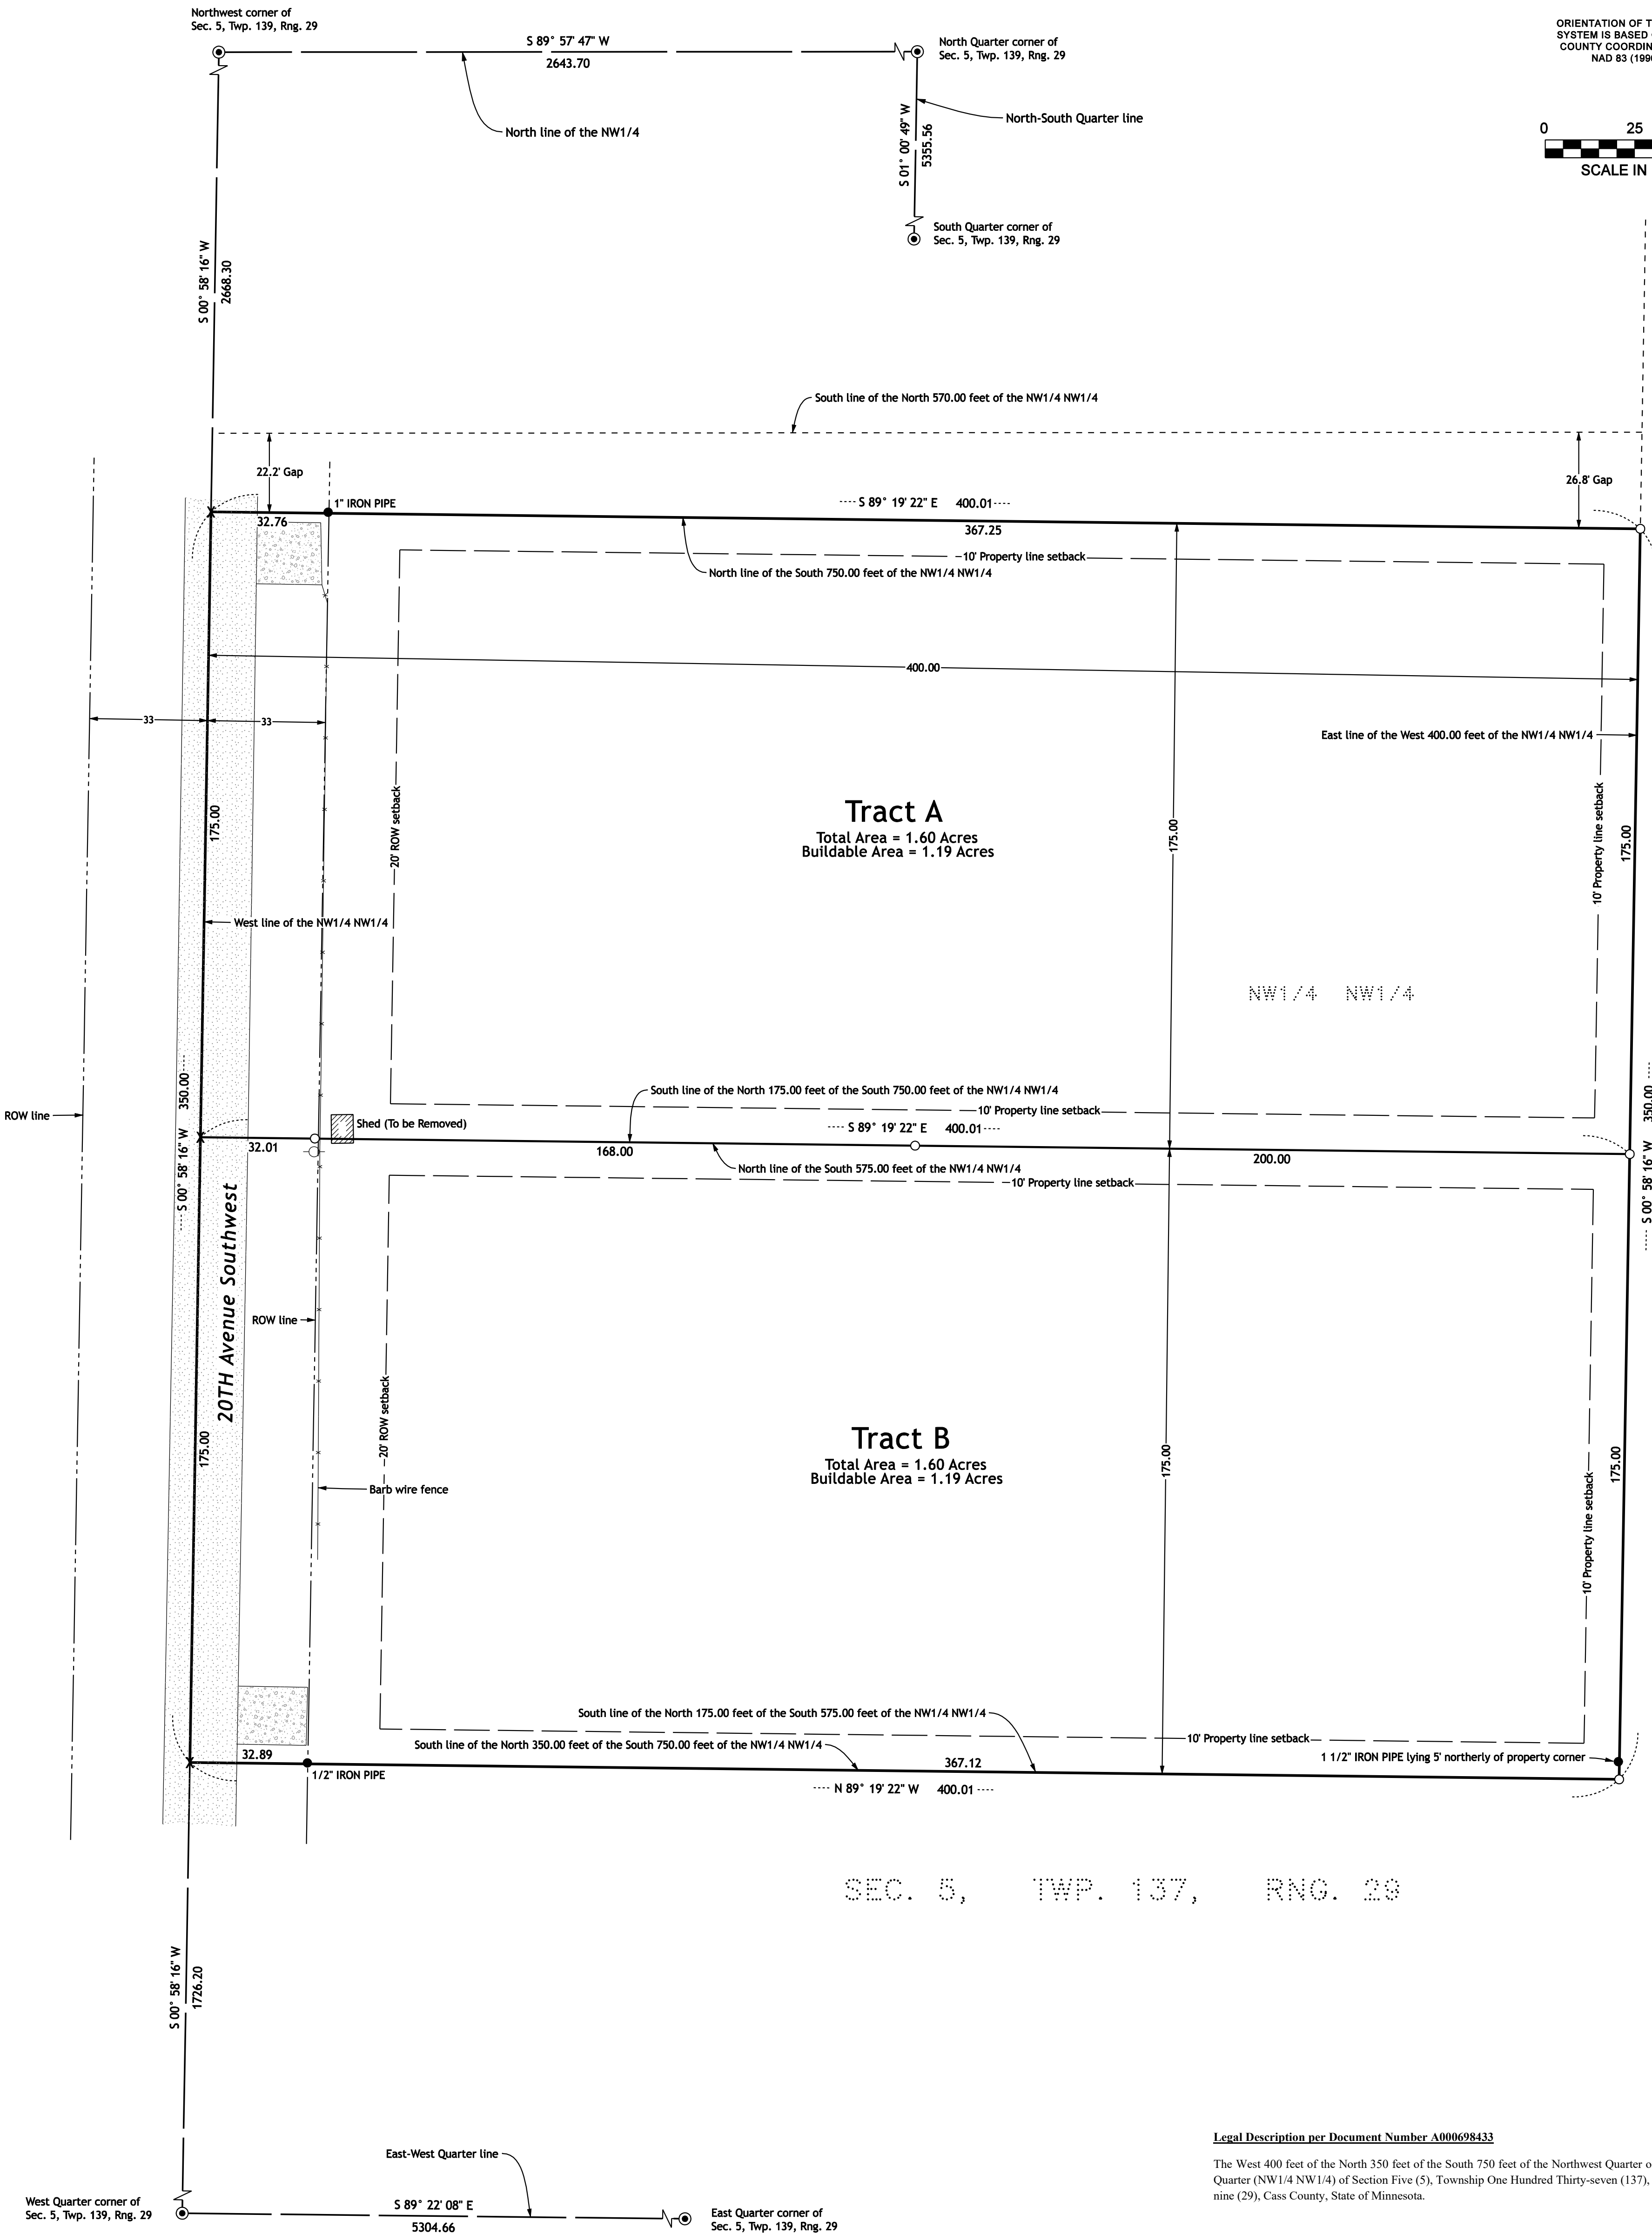 Northwest corner of
Sec. 5, Twp. 139, Rng. 29
S 89° 57' 47" W
2643.70
North Quarter corner of
Sec. 5, Twp. 139, Rng. 29
ORIENTATION OF T
SYSTEM IS BASED
COUNTY COORDIN
NAD 83 (199
North line of the NW1/4
North-South Quarter line
S 01° 00' 49" W
5355.56
0 25
SCALE IN
South Quarter corner of
Sec. 5, Twp. 139, Rng. 29
S 00° 58' 16" W
2668.30
South line of the North 570.00 feet of the NW1/4 NW1/4
22.2' Gap
26.8' Gap
1" IRON PIPE
S 89° 19' 22" E 400.01
32.76
367.25
10' Property line setback
North line of the South 750.00 feet of the NW1/4 NW1/4
400.00
33
33
East line of the West 400.00 feet of the NW1/4 NW1/4
Tract A
Total Area = 1.60 Acres
Buildable Area = 1.19 Acres
175.00
20' ROW setback
175.00
10' Property line setback
175.00
West line of the NW1/4 NW1/4
NW1/4 NW1/4
South line of the North 175.00 feet of the South 750.00 feet of the NW1/4 NW1/4
10' Property line setback
ROW line
S 00° 58' 16" W 350.00
Shed (To be Removed)
S 89° 19' 22" E 400.01
S 00° 58' 16" W 350.00
32.01
168.00
200.00
North line of the South 575.00 feet of the NW1/4 NW1/4
10' Property line setback
20TH Avenue Southwest
ROW line
Tract B
Total Area = 1.60 Acres
Buildable Area = 1.19 Acres
175.00
20' ROW setback
175.00
10' Property line setback
175.00
Barb wire fence
South line of the North 175.00 feet of the South 575.00 feet of the NW1/4 NW1/4
10' Property line setback
South line of the North 350.00 feet of the South 750.00 feet of the NW1/4 NW1/4
32.89
367.12
1 1/2" IRON PIPE lying 5' northerly of property corner
1/2" IRON PIPE
N 89° 19' 22" W 400.01
SEC. 5, TWP. 137, RNG. 29
S 00° 58' 16" W
1726.20
Legal Description per Document Number A000698433
The West 400 feet of the North 350 feet of the South 750 feet of the Northwest Quarter o
Quarter (NW1/4 NW1/4) of Section Five (5), Township One Hundred Thirty-seven (137),
nine (29), Cass County, State of Minnesota.
East-West Quarter line
West Quarter corner of
Sec. 5, Twp. 139, Rng. 29
S 89° 22' 08" E
5304.66
East Quarter corner of
Sec. 5, Twp. 139, Rng. 29